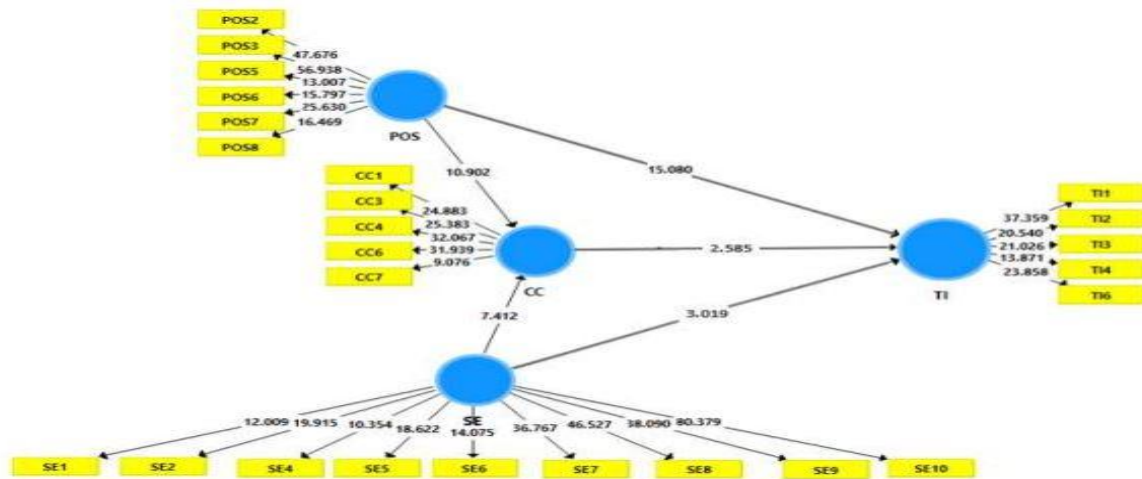 POS2
POS3
POS5
POS6
POS7
POS8
47.676
56.938
13.007
15.797
25.630
16.469
POS
10.902
15.080
CC1
CC3
CC4
CC6
CC7
24.883
25.383
32.067
31.939
9.076
CC
2.585
37.359
20.540
21.026
13.871
23.858
TI1
TI2
TI3
TI4
TI6
TI
7.412
3.019
SE
12.009 19.915 10.354 18.622 14.075 36.767 46.527 38.090 80.379
SE1 SE2 SE4 SE5 SE6 SE7 SE8 SE9 SE10